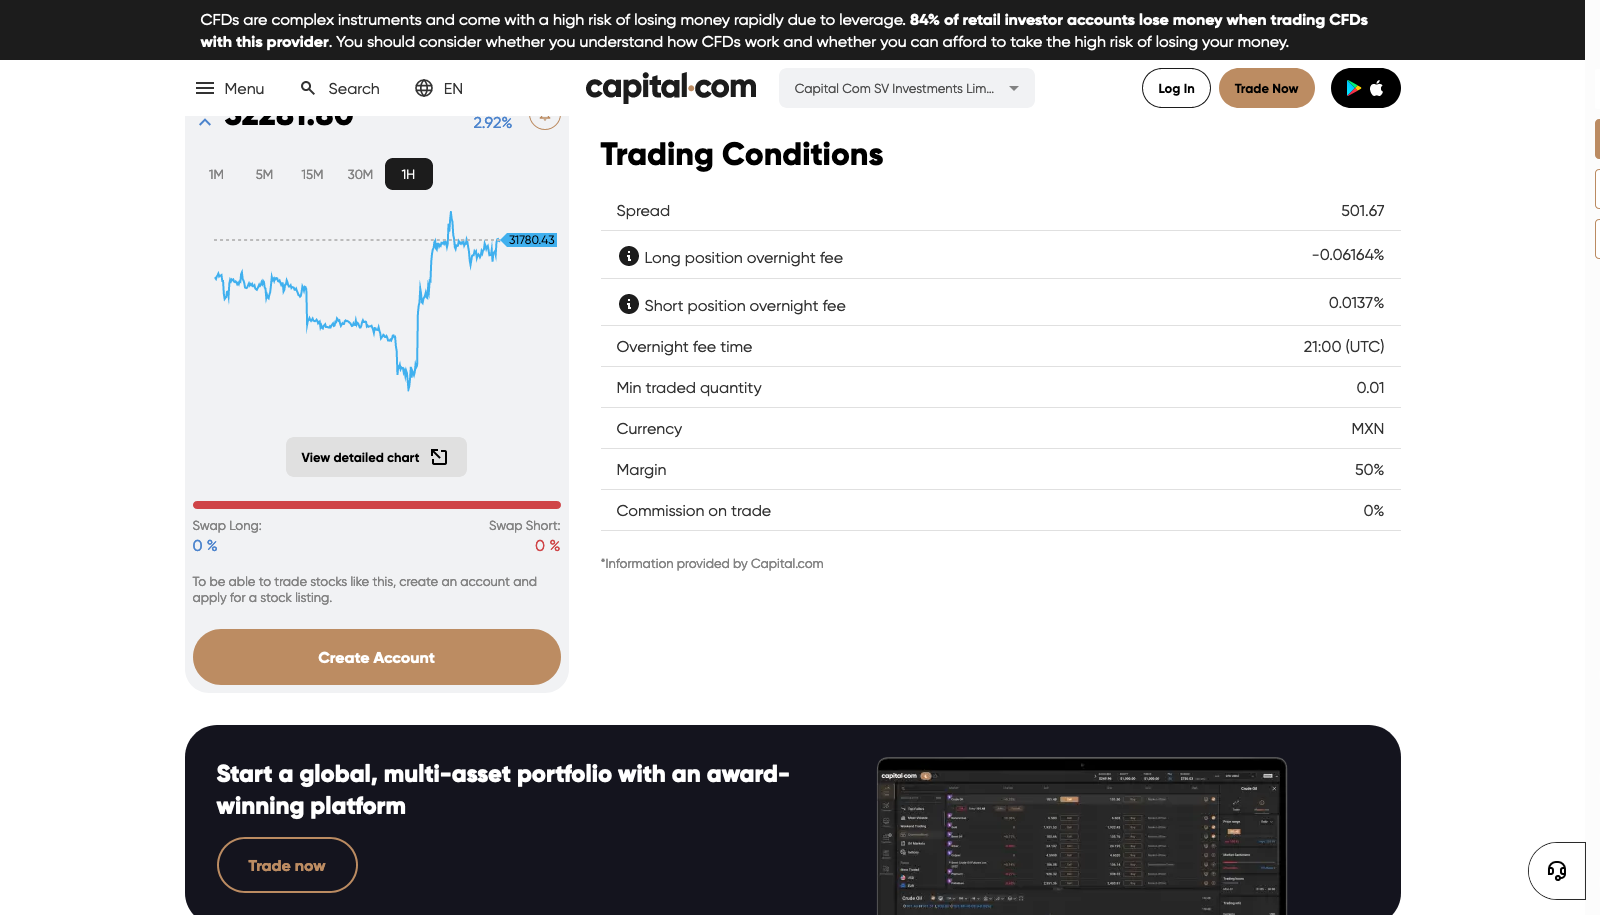 CFDs are complex instruments and come with a high risk of losing money rapidly due to leverage. 84% of retail investor accounts lose money when trading CFDs
with this provider. You should consider whether you understand how CFDs work and whether you can afford to take the high risk of losing your money.
Menu
Search
EN
capital.com
Capital Com SV Investments Lim...
Log In
Trade Now
2.92%
1M
5M
15M
30M
1H
31780.43
View detailed chart
Swap Long:
Swap Short:
0 %
0 %
To be able to trade stocks like this, create an account and
apply for a stock listing.
Create Account
Trading Conditions
Spread
501.67
Long position overnight fee
-0.06164%
Short position overnight fee
0.0137%
Overnight fee time
21:00 (UTC)
Min traded quantity
0.01
Currency
MXN
Margin
50%
Commission on trade
0%
*Information provided by Capital.com
Start a global, multi-asset portfolio with an award-
winning platform
Trade now
capital.com
Crude Oil
Crude Oil